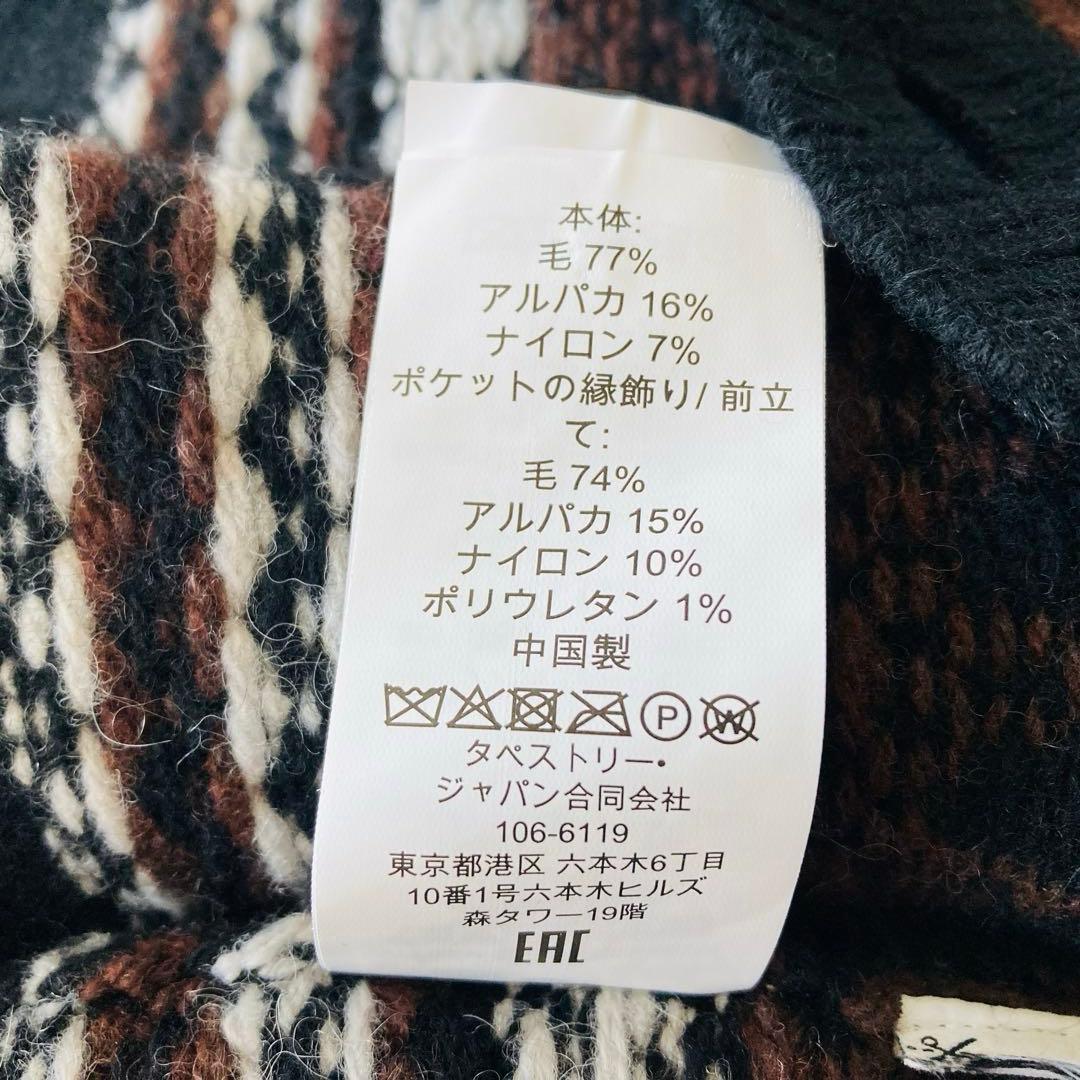 本体:
毛 77%
アルパカ 16%
ナイロン 7%
ポケットの縁飾り/ 前立
て:
毛 74%
アルパカ 15%
ナイロン 10%
ポリウレタン 1%
中国製
P W
タペストリー・
ジャパン合同会社
106-6119
東京都港区 六本木6丁目
10番1号六本木ヒルズ
森タワー19階
EAC